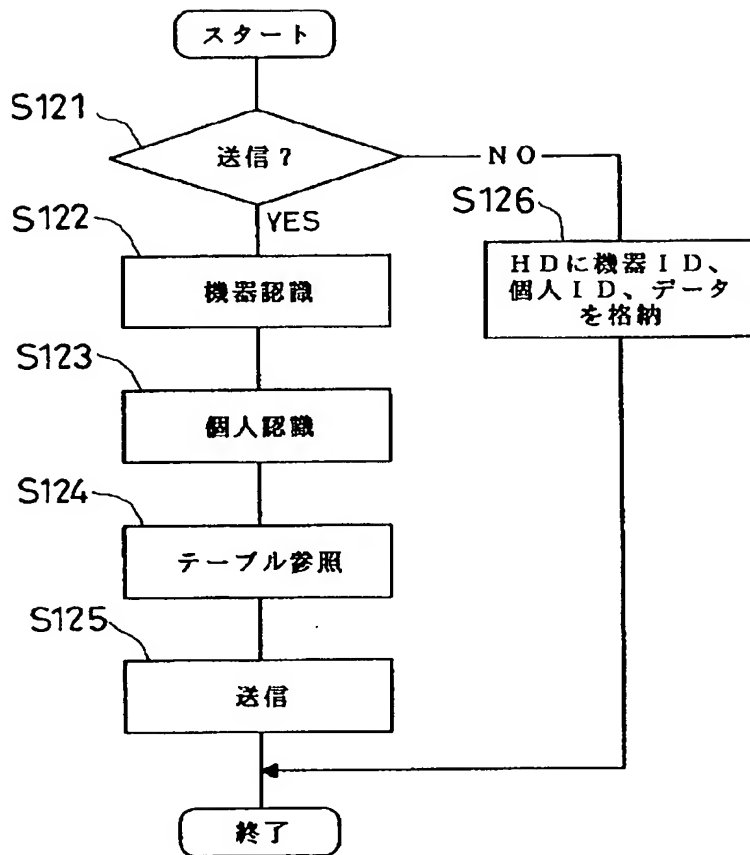 スタート
S121
送信？
NO
S122
YES
S126
機器認識
HDに機器ID、
個人ID、データ
を格納
S123
個人認識
S124
テーブル参照
S125
送信
終了